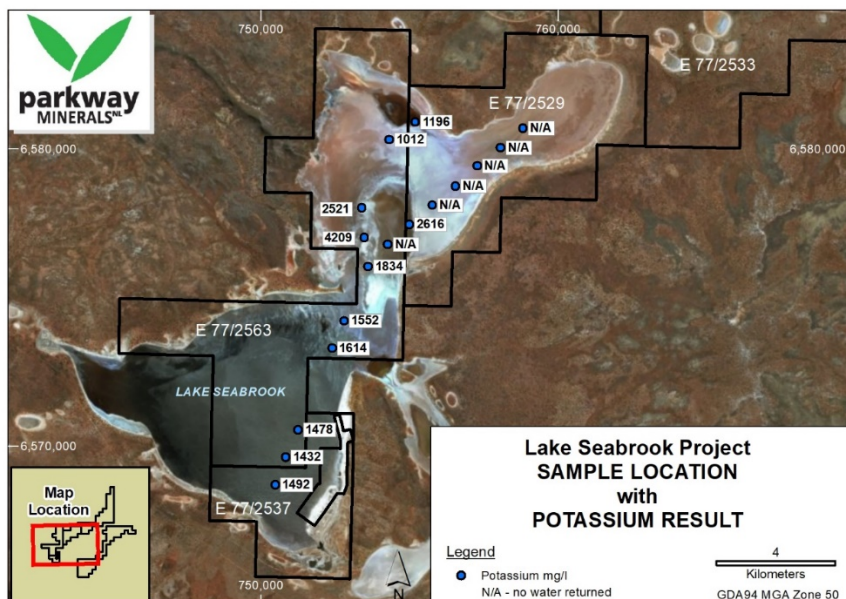 750,000
760,000
parkway
MINERALS NL
E 77/2533
E 77/2529
1196
N/A
1012
N/A
6,580,000
6,580,000
N/A
N/A
2521
N/A
2616
4209
N/A
1834
1552
E 77/2563
1614
LAKE SEABROOK
1478
6,570,000
1432
1492
E 77/2537
Map
Location
750,000
N
Lake Seabrook Project
SAMPLE LOCATION
with
POTASSIUM RESULT
Legend
Potassium mg/l
N/A - no water returned
4
Kilometers
GDA94 MGA Zone 50